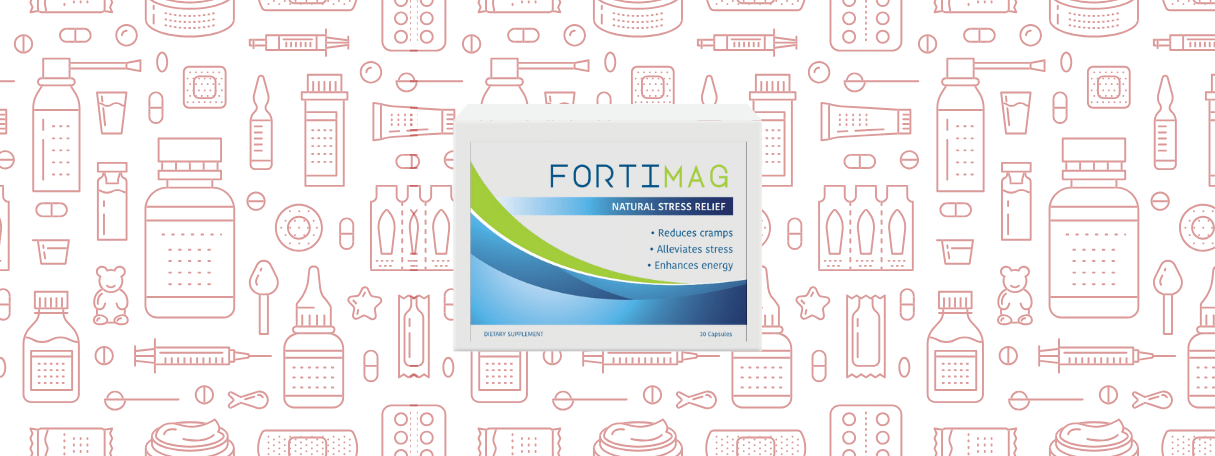 FORTIMAG
NATURAL STRESS RELIEF
• Reduces cramps
• Alleviates stress
• Enhances energy
DIETARY SUPPLEMENT 30 Capsules